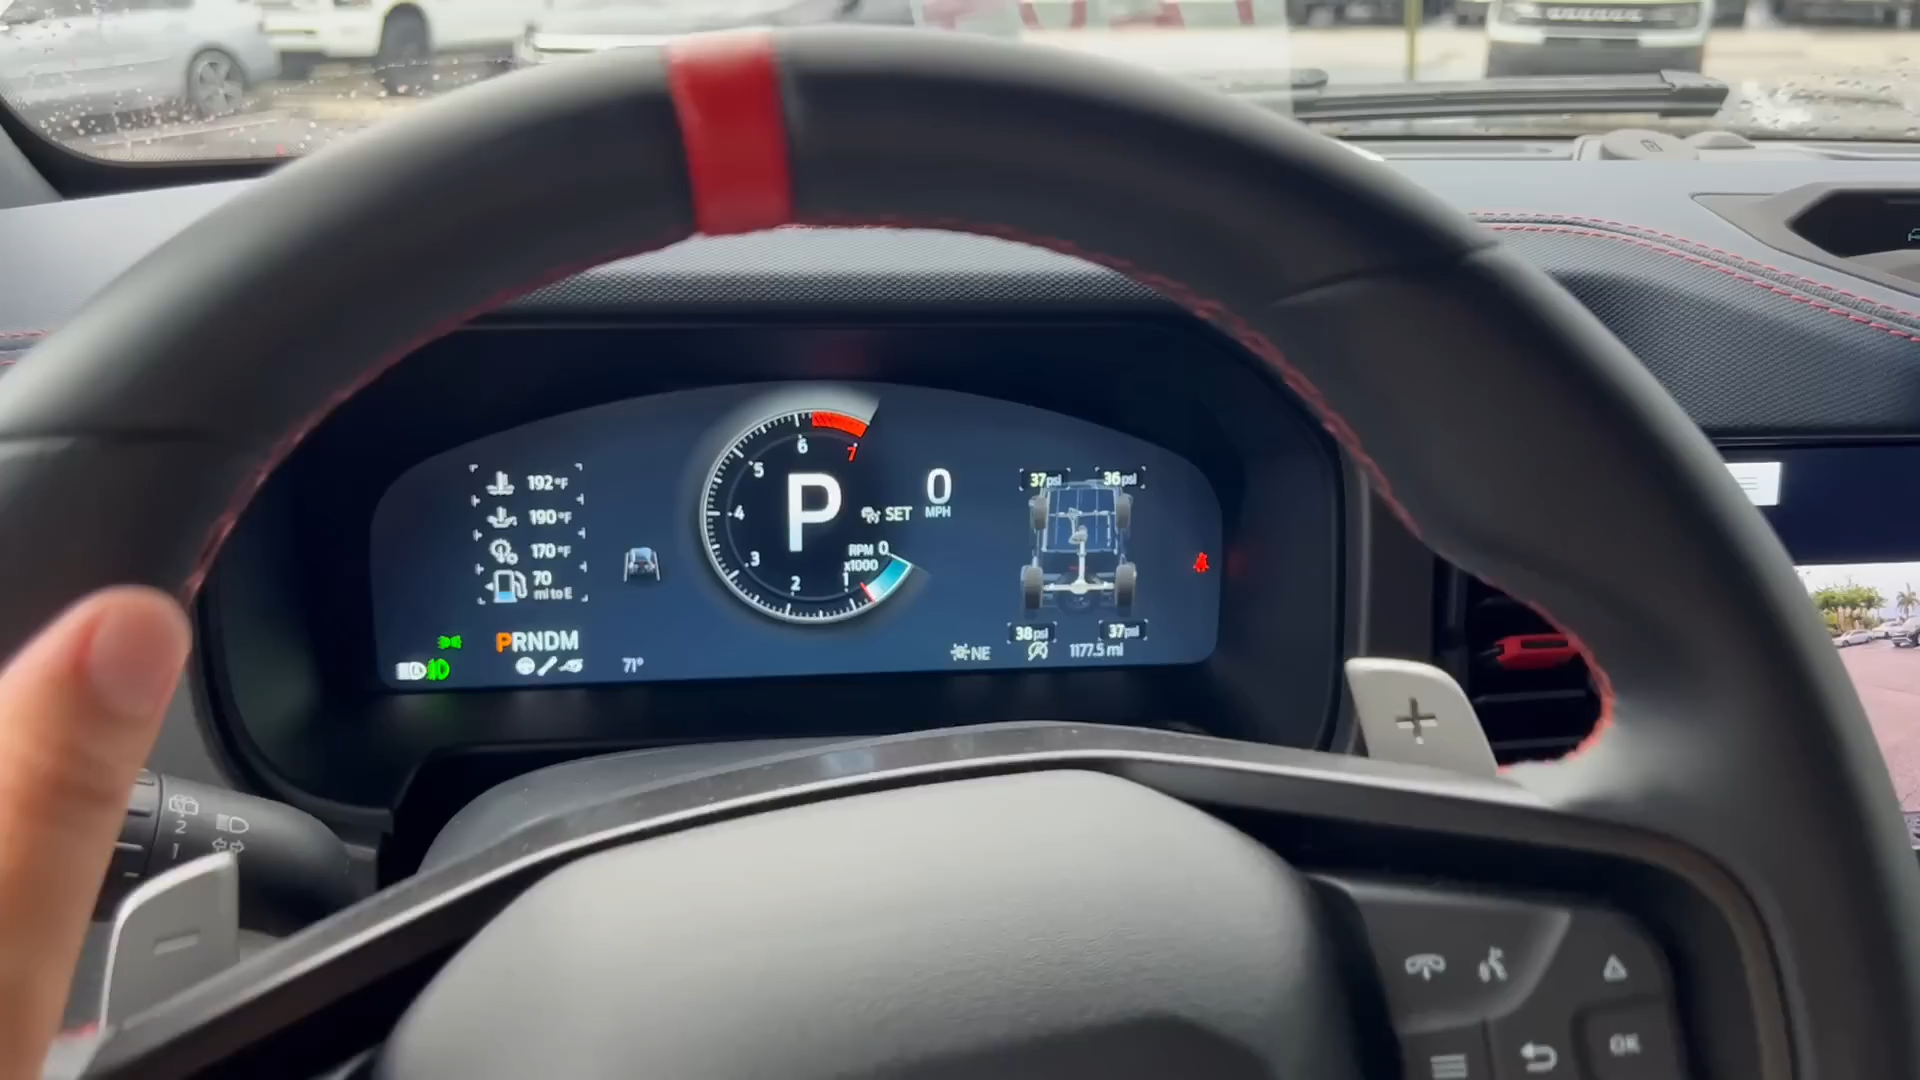 192°F
190°F
170°F
70
mi to E
PRNDM
71°
6
7
5
4
3
2
1
P
SET
RPM
x1000
0
0
MPH
37psi
36psi
38psi
37psi
NE
1177.5 mi
2
1
+
−
OK